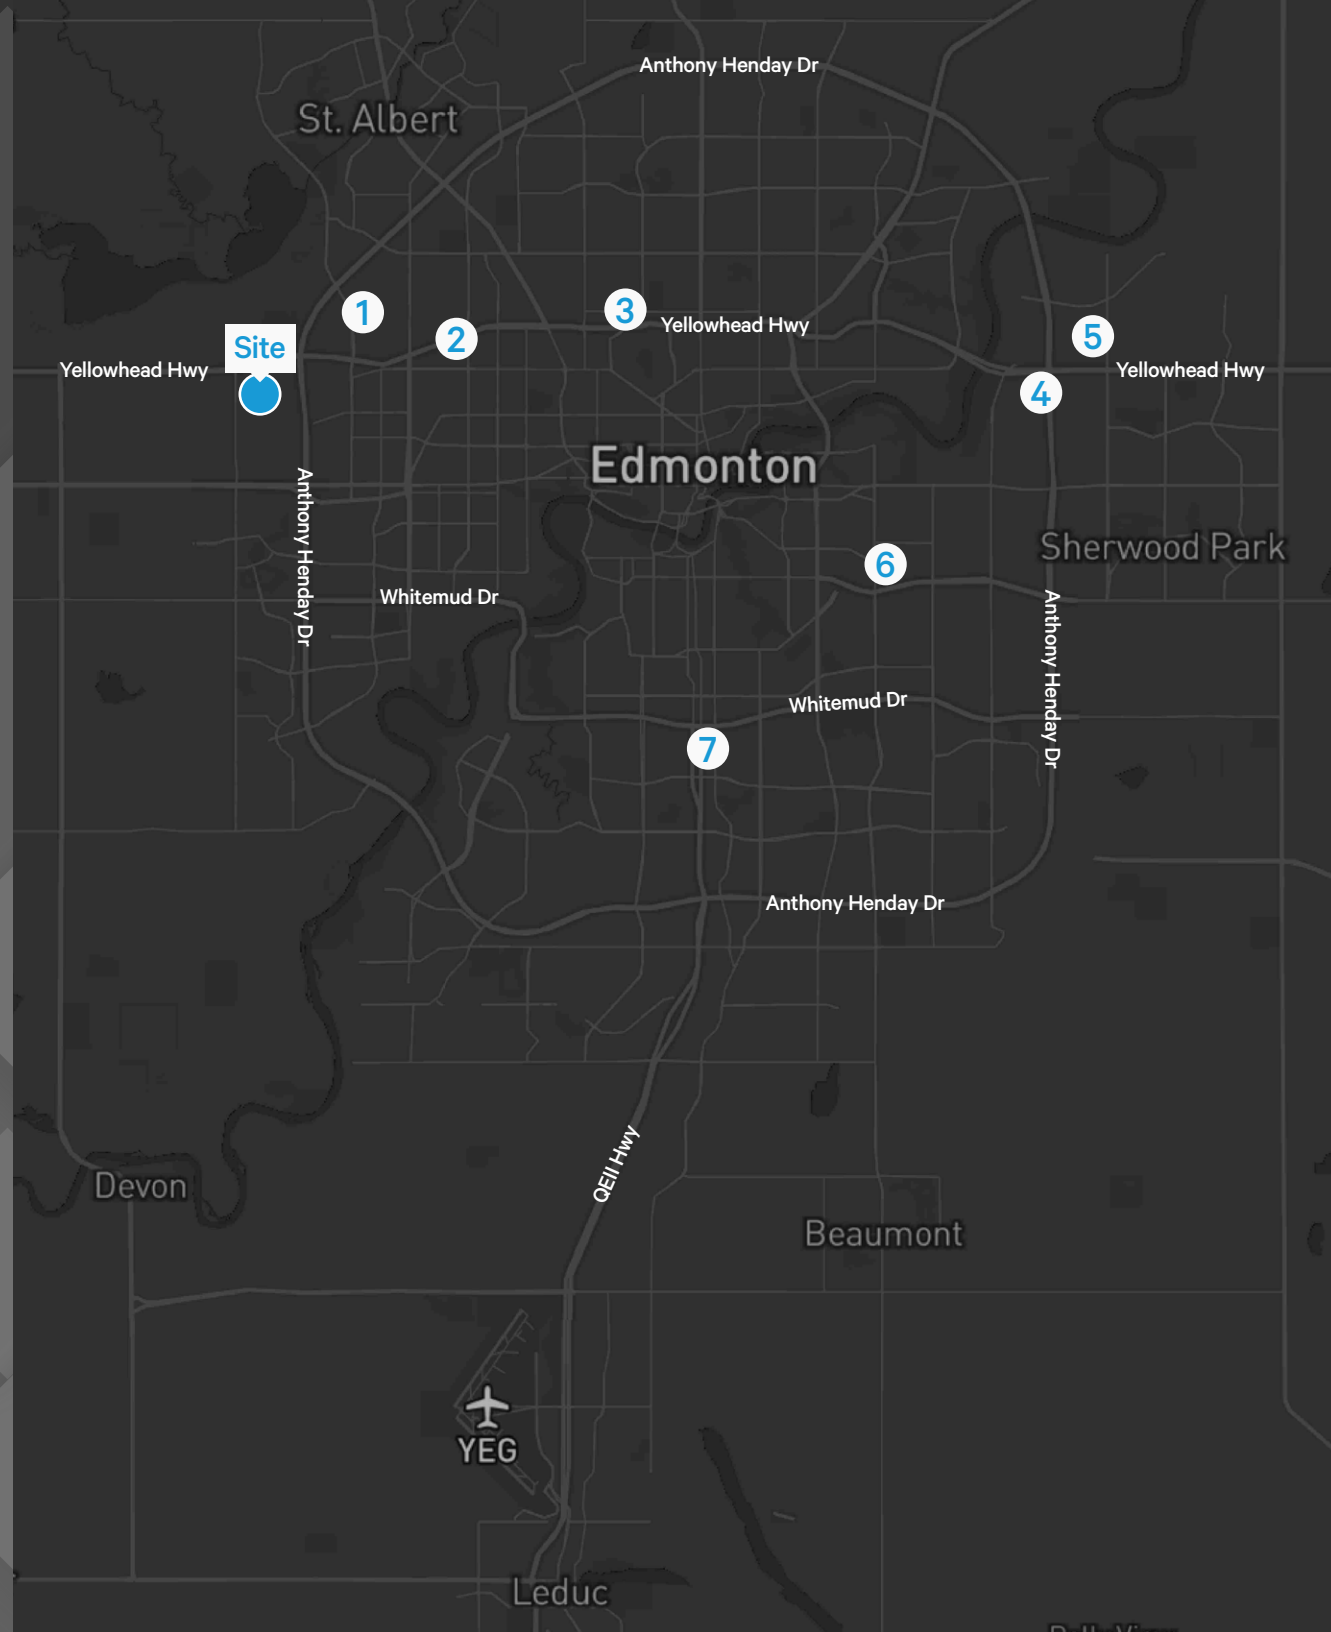 Anthony Henday Dr
St. Albert
1
2
3
Yellowhead Hwy
5
Site
Yellowhead Hwy
Yellowhead Hwy
4
Edmonton
Anthony Henday Dr
Sherwood Park
6
Whitemud Dr
Anthony Henday Dr
Whitemud Dr
7
Anthony Henday Dr
QEII Hwy
Devon
Beaumont
YEG
Leduc